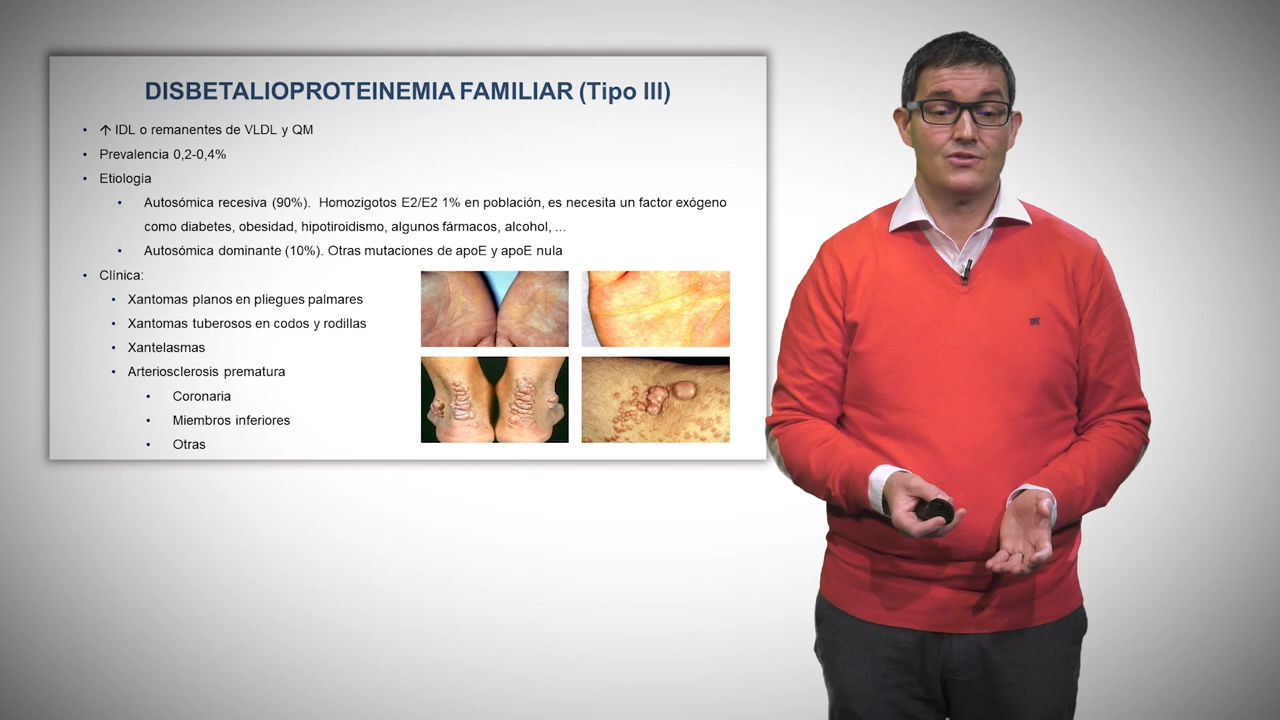 DISBETALIOPROTEINEMIA FAMILIAR (Tipo III)
• ↑ IDL o remanentes de VLDL y QM
• Prevalencia 0,2-0,4%
• Etiología
• Autosómica recesiva (90%). Homozigotos E2/E2 1% en población, es necesita un factor exógeno
como diabetes, obesidad, hipotiroidismo, algunos fármacos, alcohol, ...
• Autosómica dominante (10%). Otras mutaciones de apoE y apoE nula
• Clínica:
• Xantomas planos en pliegues palmares
• Xantomas tuberosos en codos y rodillas
• Xantelasmas
• Arteriosclerosis prematura
• Coronaria
• Miembros inferiores
• Otras